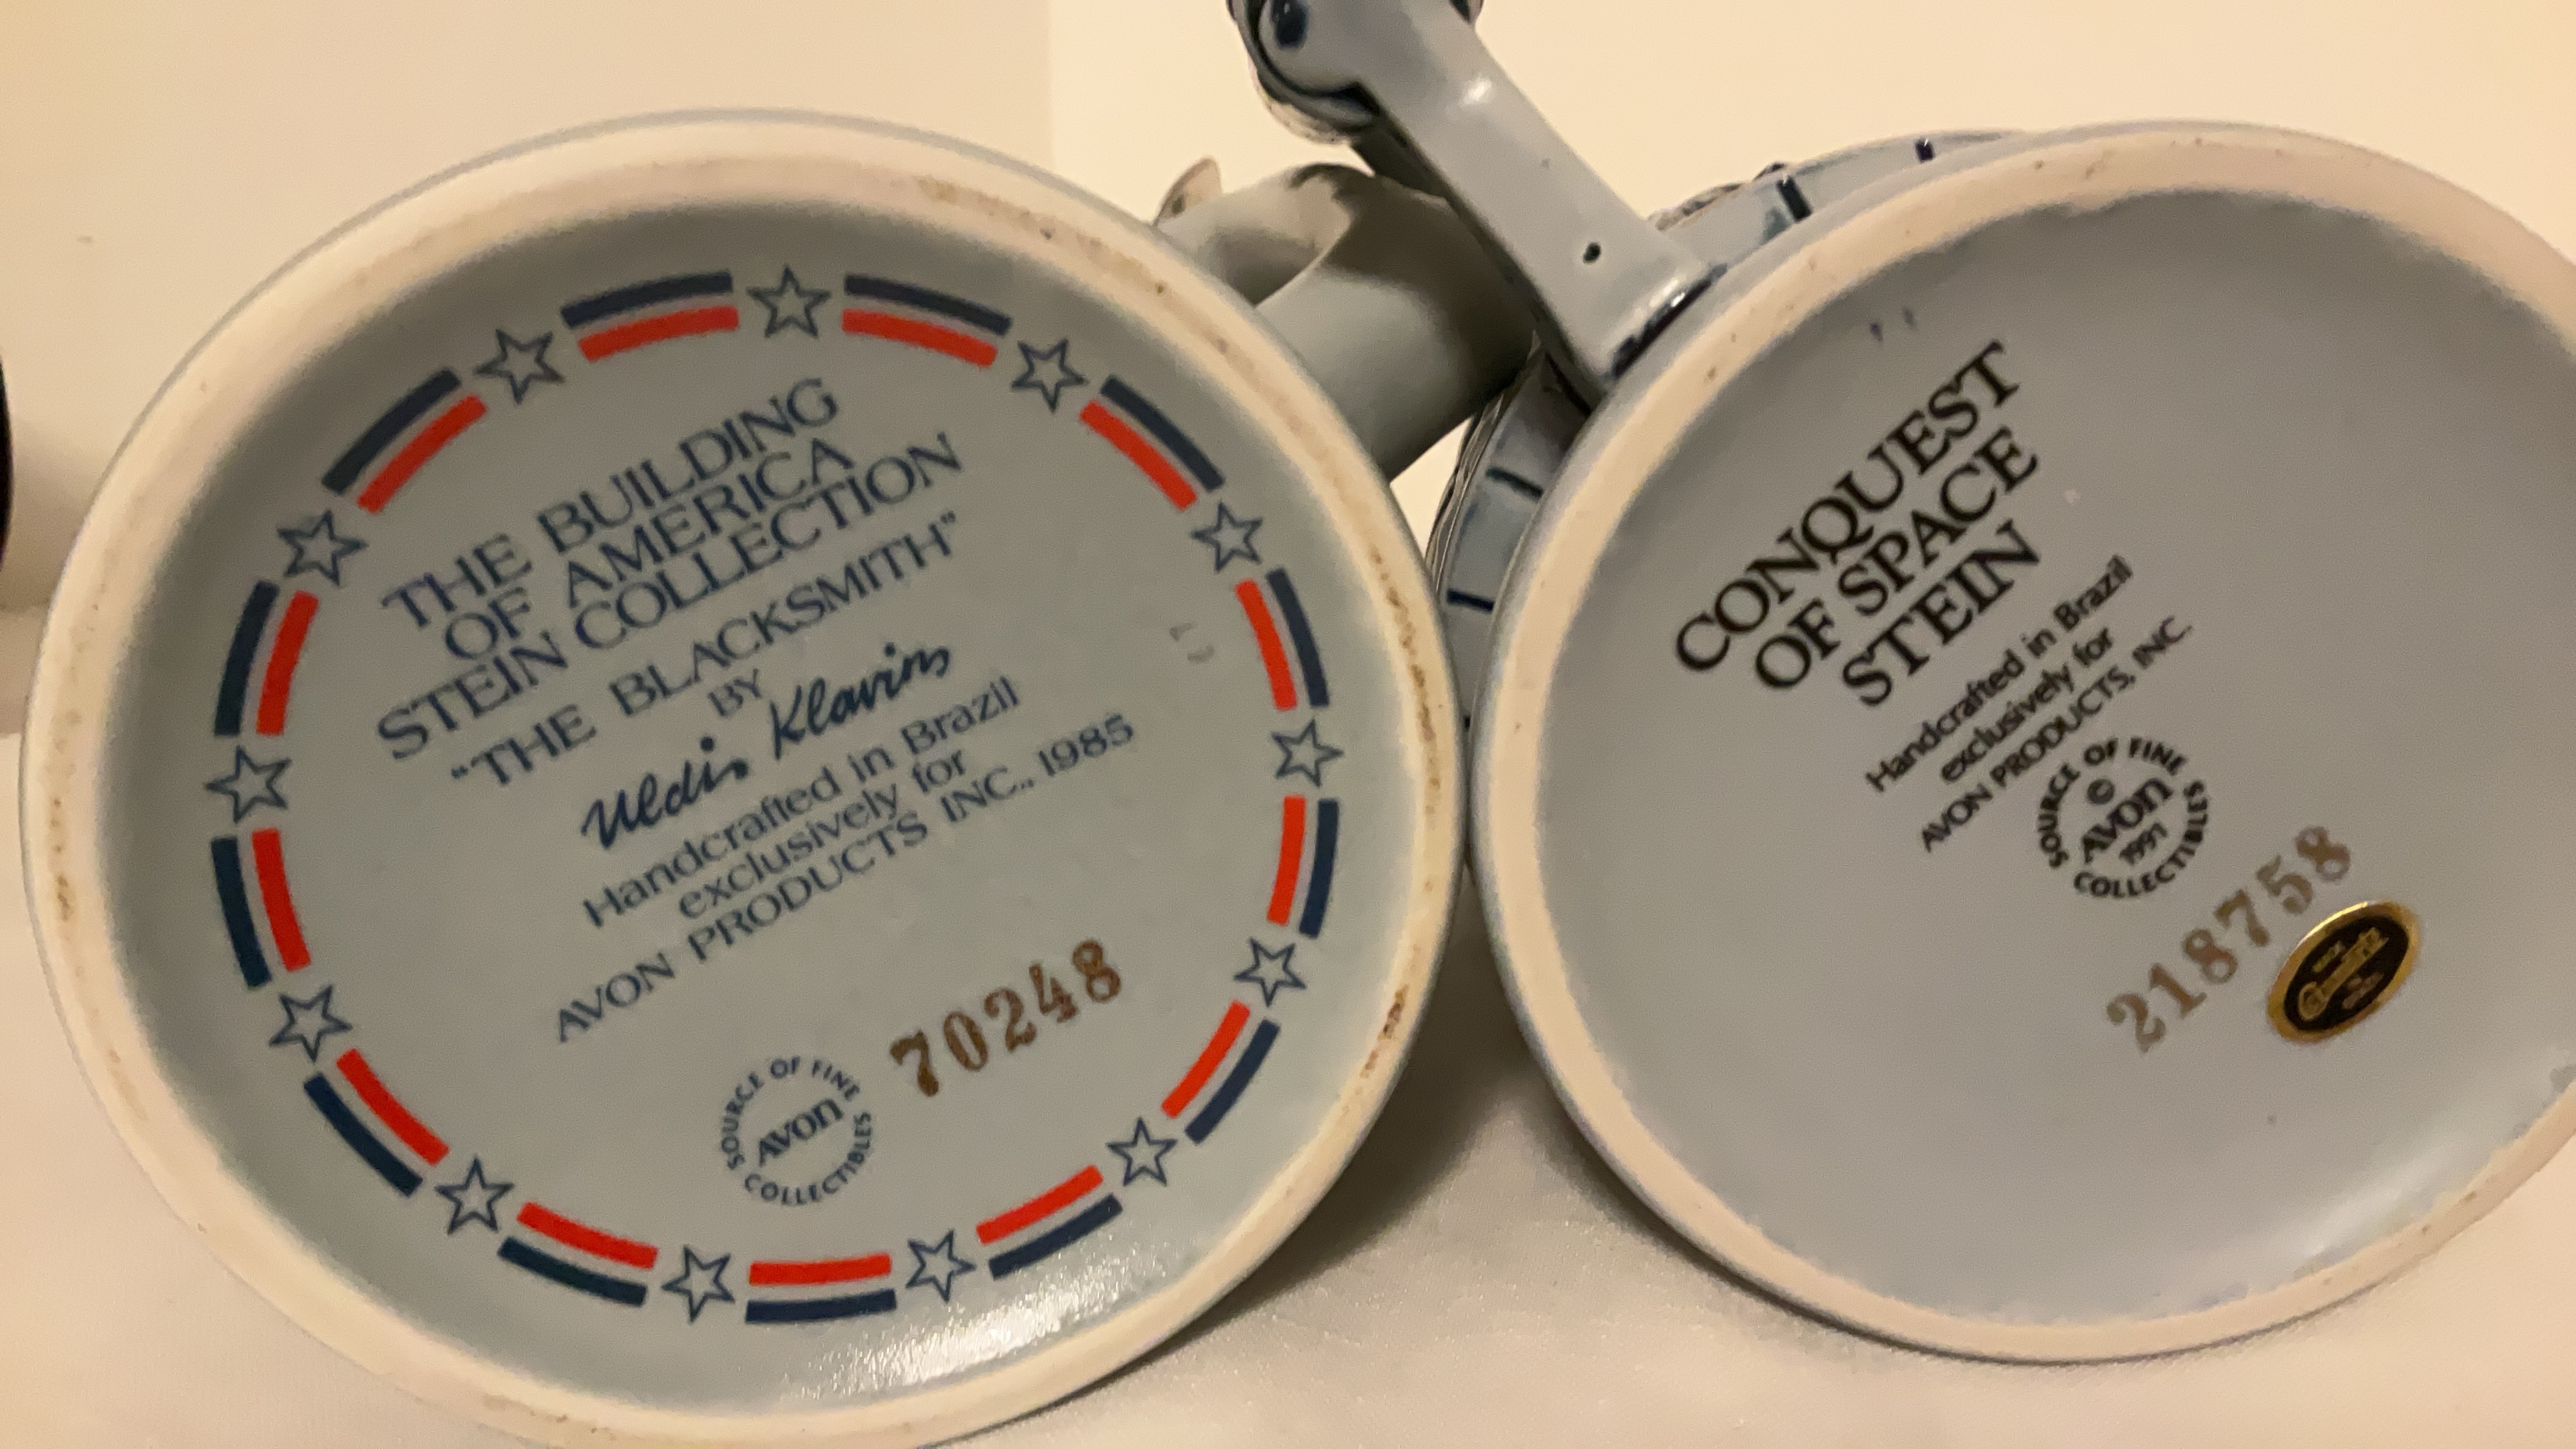 THE BUILDING
OF AMERICA
STEIN COLLECTION
"THE BLACKSMITH"
BY
Uldis Klavins
Handcrafted in Brazil
exclusively for
AVON PRODUCTS INC., 1985
70248
SOURCE OF FINE
AVON
COLLECTIBLES
CONQUEST
OF SPACE
STEIN
Handcrafted in Brazil
exclusively for
AVON PRODUCTS, INC.
SOURCE OF FINE
©
AVON
1991
COLLECTIBLES
218758